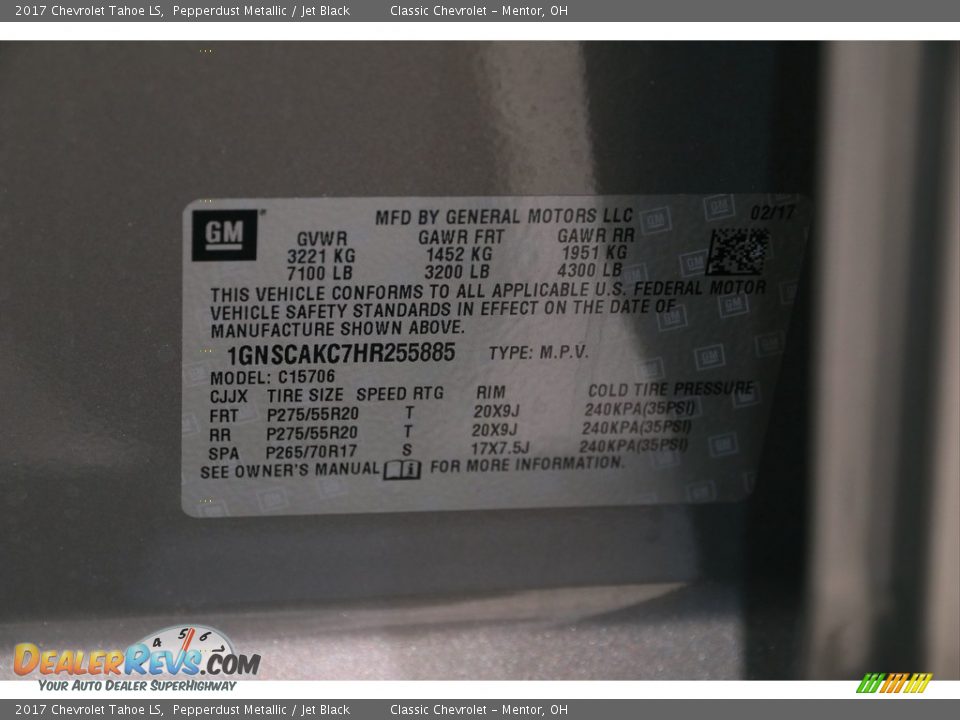 2017 Chevrolet Tahoe LS, Pepperdust Metallic / Jet Black Classic Chevrolet - Mentor, OH
GM
MFD BY GENERAL MOTORS LLC 02/17
GVWR GAWR FRT GAWR RR
3221 KG 1452 KG 1951 KG
7100 LB 3200 LB 4300 LB
THIS VEHICLE CONFORMS TO ALL APPLICABLE U.S. FEDERAL MOTOR
VEHICLE SAFETY STANDARDS IN EFFECT ON THE DATE OF
MANUFACTURE SHOWN ABOVE.
1GNSCAKC7HR255885 TYPE: M.P.V.
MODEL: C15706
CJJX TIRE SIZE SPEED RTG RIM COLD TIRE PRESSURE
FRT P275/55R20 T 20X9J 240KPA(35PSI)
RR P275/55R20 T 20X9J 240KPA(35PSI)
SPA P265/70R17 S 17X7.5J 240KPA(35PSI)
SEE OWNER'S MANUAL i FOR MORE INFORMATION.
4 5 6
DEALERREVS.COM
YOUR AUTO DEALER SUPERHIGHWAY
2017 Chevrolet Tahoe LS, Pepperdust Metallic / Jet Black Classic Chevrolet - Mentor, OH